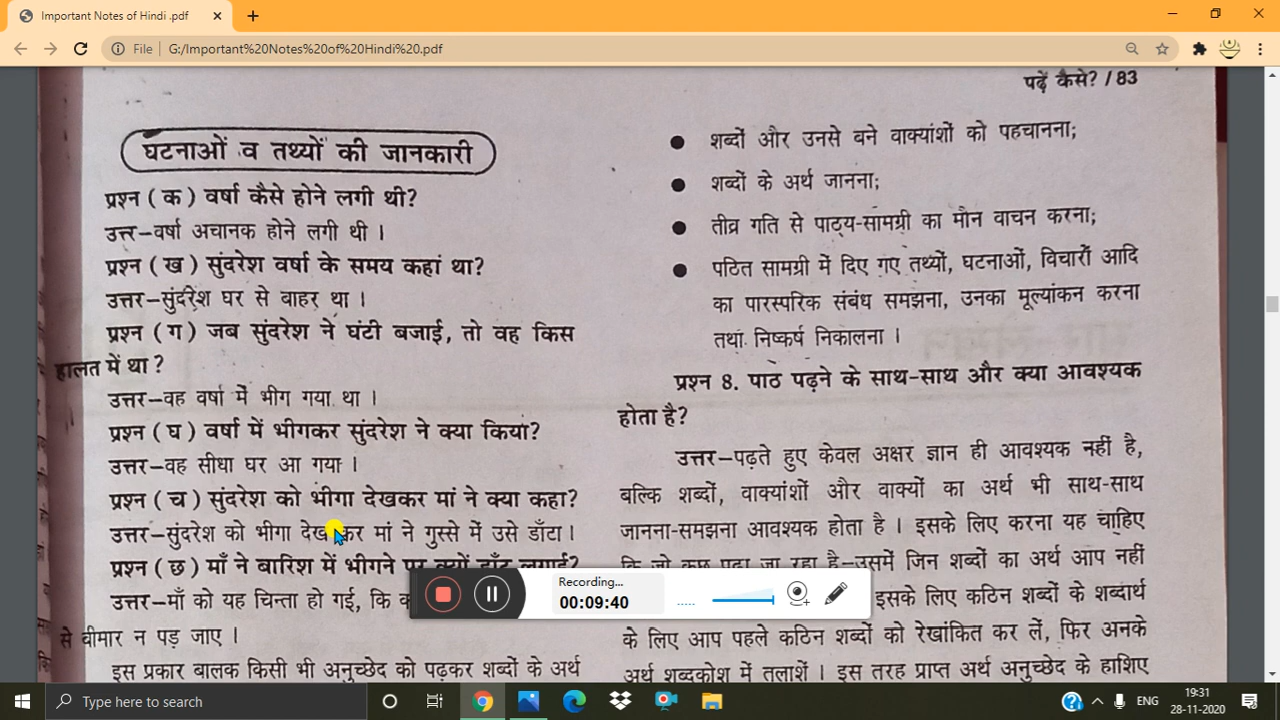 Important Notes of Hindi .pdf
File
G:/Important%20Notes%20of%20Hindi%20.pdf
पढ़ें कैसे? / 83
घटनाओं व तथ्यों की जानकारी
प्रश्न (क) वर्षा कैसे होने लगी थी?
उत्तर–वर्षा अचानक होने लगी थी।
प्रश्न (ख) सुंदरेश वर्षा के समय कहां था?
उत्तर–सुंदरेश घर से बाहर था।
प्रश्न (ग) जब सुंदरेश ने घंटी बजाई, तो वह किस
हालत में था?
उत्तर–वह वर्षा में भीग गया था।
प्रश्न (घ) वर्षा में भीगकर सुंदरेश ने क्या किया?
उत्तर–वह सीधा घर आ गया।
प्रश्न (च) सुंदरेश को भीगा देखकर मां ने क्या कहा?
उत्तर–सुंदरेश को भीगा देखकर मां ने गुस्से में उसे डाँटा।
प्रश्न (छ) माँ ने बारिश में भीगने पर क्यों डाँट लगाई?
उत्तर–माँ को यह चिन्ता हो गई, कि
से बीमार न पड़ जाए।
इस प्रकार बालक किसी भी अनुच्छेद को पढ़कर शब्दों के अर्थ
● शब्दों और उनसे बने वाक्यांशों को पहचानना;
● शब्दों के अर्थ जानना;
● तीव्र गति से पाठ्य-सामग्री का मौन वाचन करना;
● पठित सामग्री में दिए गए तथ्यों, घटनाओं, विचारों आदि
का पारस्परिक संबंध समझना, उनका मूल्यांकन करना
तथा निष्कर्ष निकालना।
प्रश्न 8. पाठ पढ़ने के साथ-साथ और क्या आवश्यक
होता है?
उत्तर–पढ़ते हुए केवल अक्षर ज्ञान ही आवश्यक नहीं है,
बल्कि शब्दों, वाक्यांशों और वाक्यों का अर्थ भी साथ-साथ
जानना-समझना आवश्यक होता है। इसके लिए करना यह चाहिए
कि जो कुछ पढ़ा जा रहा है–उसमें जिन शब्दों का अर्थ आप नहीं
इसके लिए कठिन शब्दों के शब्दार्थ
के लिए आप पहले कठिन शब्दों को रेखांकित कर लें, फिर अनके
अर्थ शब्दकोश में तलाशें। इस तरह प्राप्त अर्थ अनुच्छेद के हाशिए
Recording...
00:09:40
Type here to search
ENG
19:31
28-11-2020